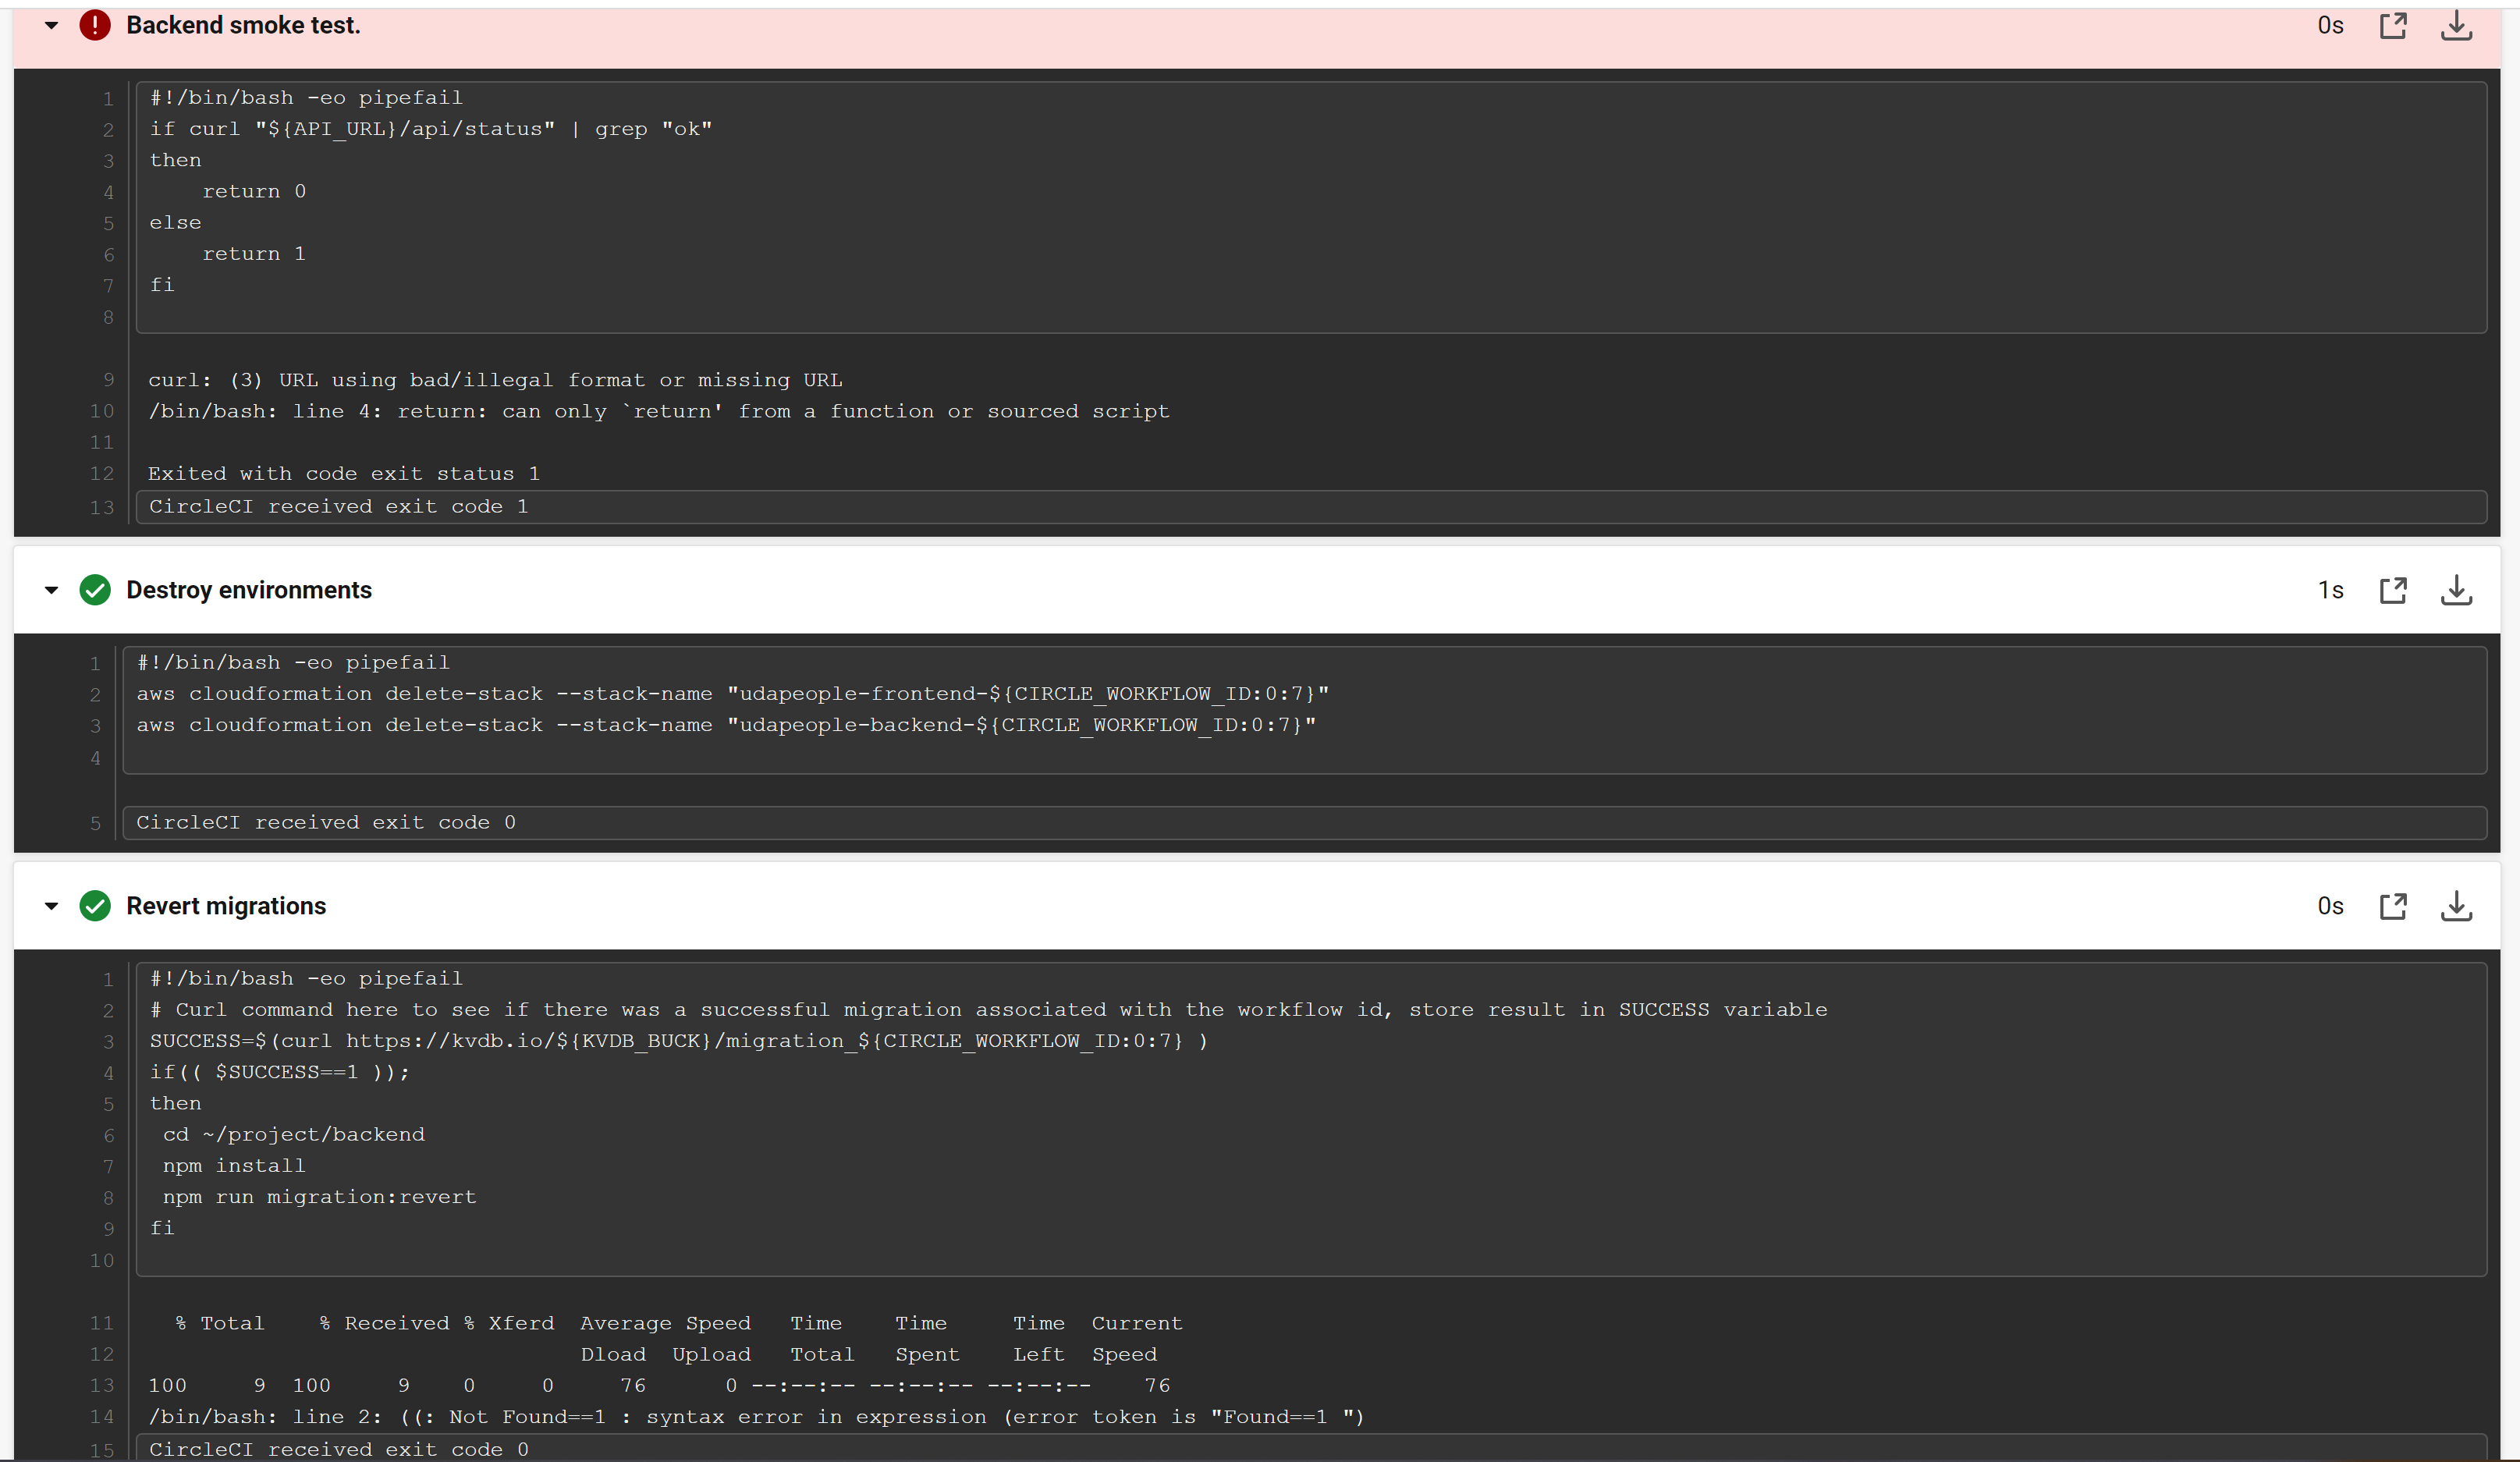 Backend smoke test.
0s
1 #!/bin/bash -eo pipefail
2 if curl "${API_URL}/api/status" | grep "ok"
3 then
4     return 0
5 else
6     return 1
7 fi
8
9 curl: (3) URL using bad/illegal format or missing URL
10 /bin/bash: line 4: return: can only `return' from a function or sourced script
11
12 Exited with code exit status 1
13 CircleCI received exit code 1
Destroy environments
1s
1 #!/bin/bash -eo pipefail
2 aws cloudformation delete-stack --stack-name "udapeople-frontend-${CIRCLE_WORKFLOW_ID:0:7}"
3 aws cloudformation delete-stack --stack-name "udapeople-backend-${CIRCLE_WORKFLOW_ID:0:7}"
4
5 CircleCI received exit code 0
Revert migrations
0s
1 #!/bin/bash -eo pipefail
2 # Curl command here to see if there was a successful migration associated with the workflow id, store result in SUCCESS variable
3 SUCCESS=$(curl https://kvdb.io/${KVDB_BUCK}/migration_${CIRCLE_WORKFLOW_ID:0:7} )
4 if(( $SUCCESS==1 ));
5 then
6  cd ~/project/backend
7  npm install
8  npm run migration:revert
9 fi
10
11   % Total    % Received % Xferd  Average Speed   Time    Time     Time  Current
12                                  Dload  Upload   Total   Spent    Left  Speed
13 100     9  100     9    0     0     76      0 --:--:-- --:--:-- --:--:--    76
14 /bin/bash: line 2: ((: Not Found==1 : syntax error in expression (error token is "Found==1 ")
15 CircleCI received exit code 0